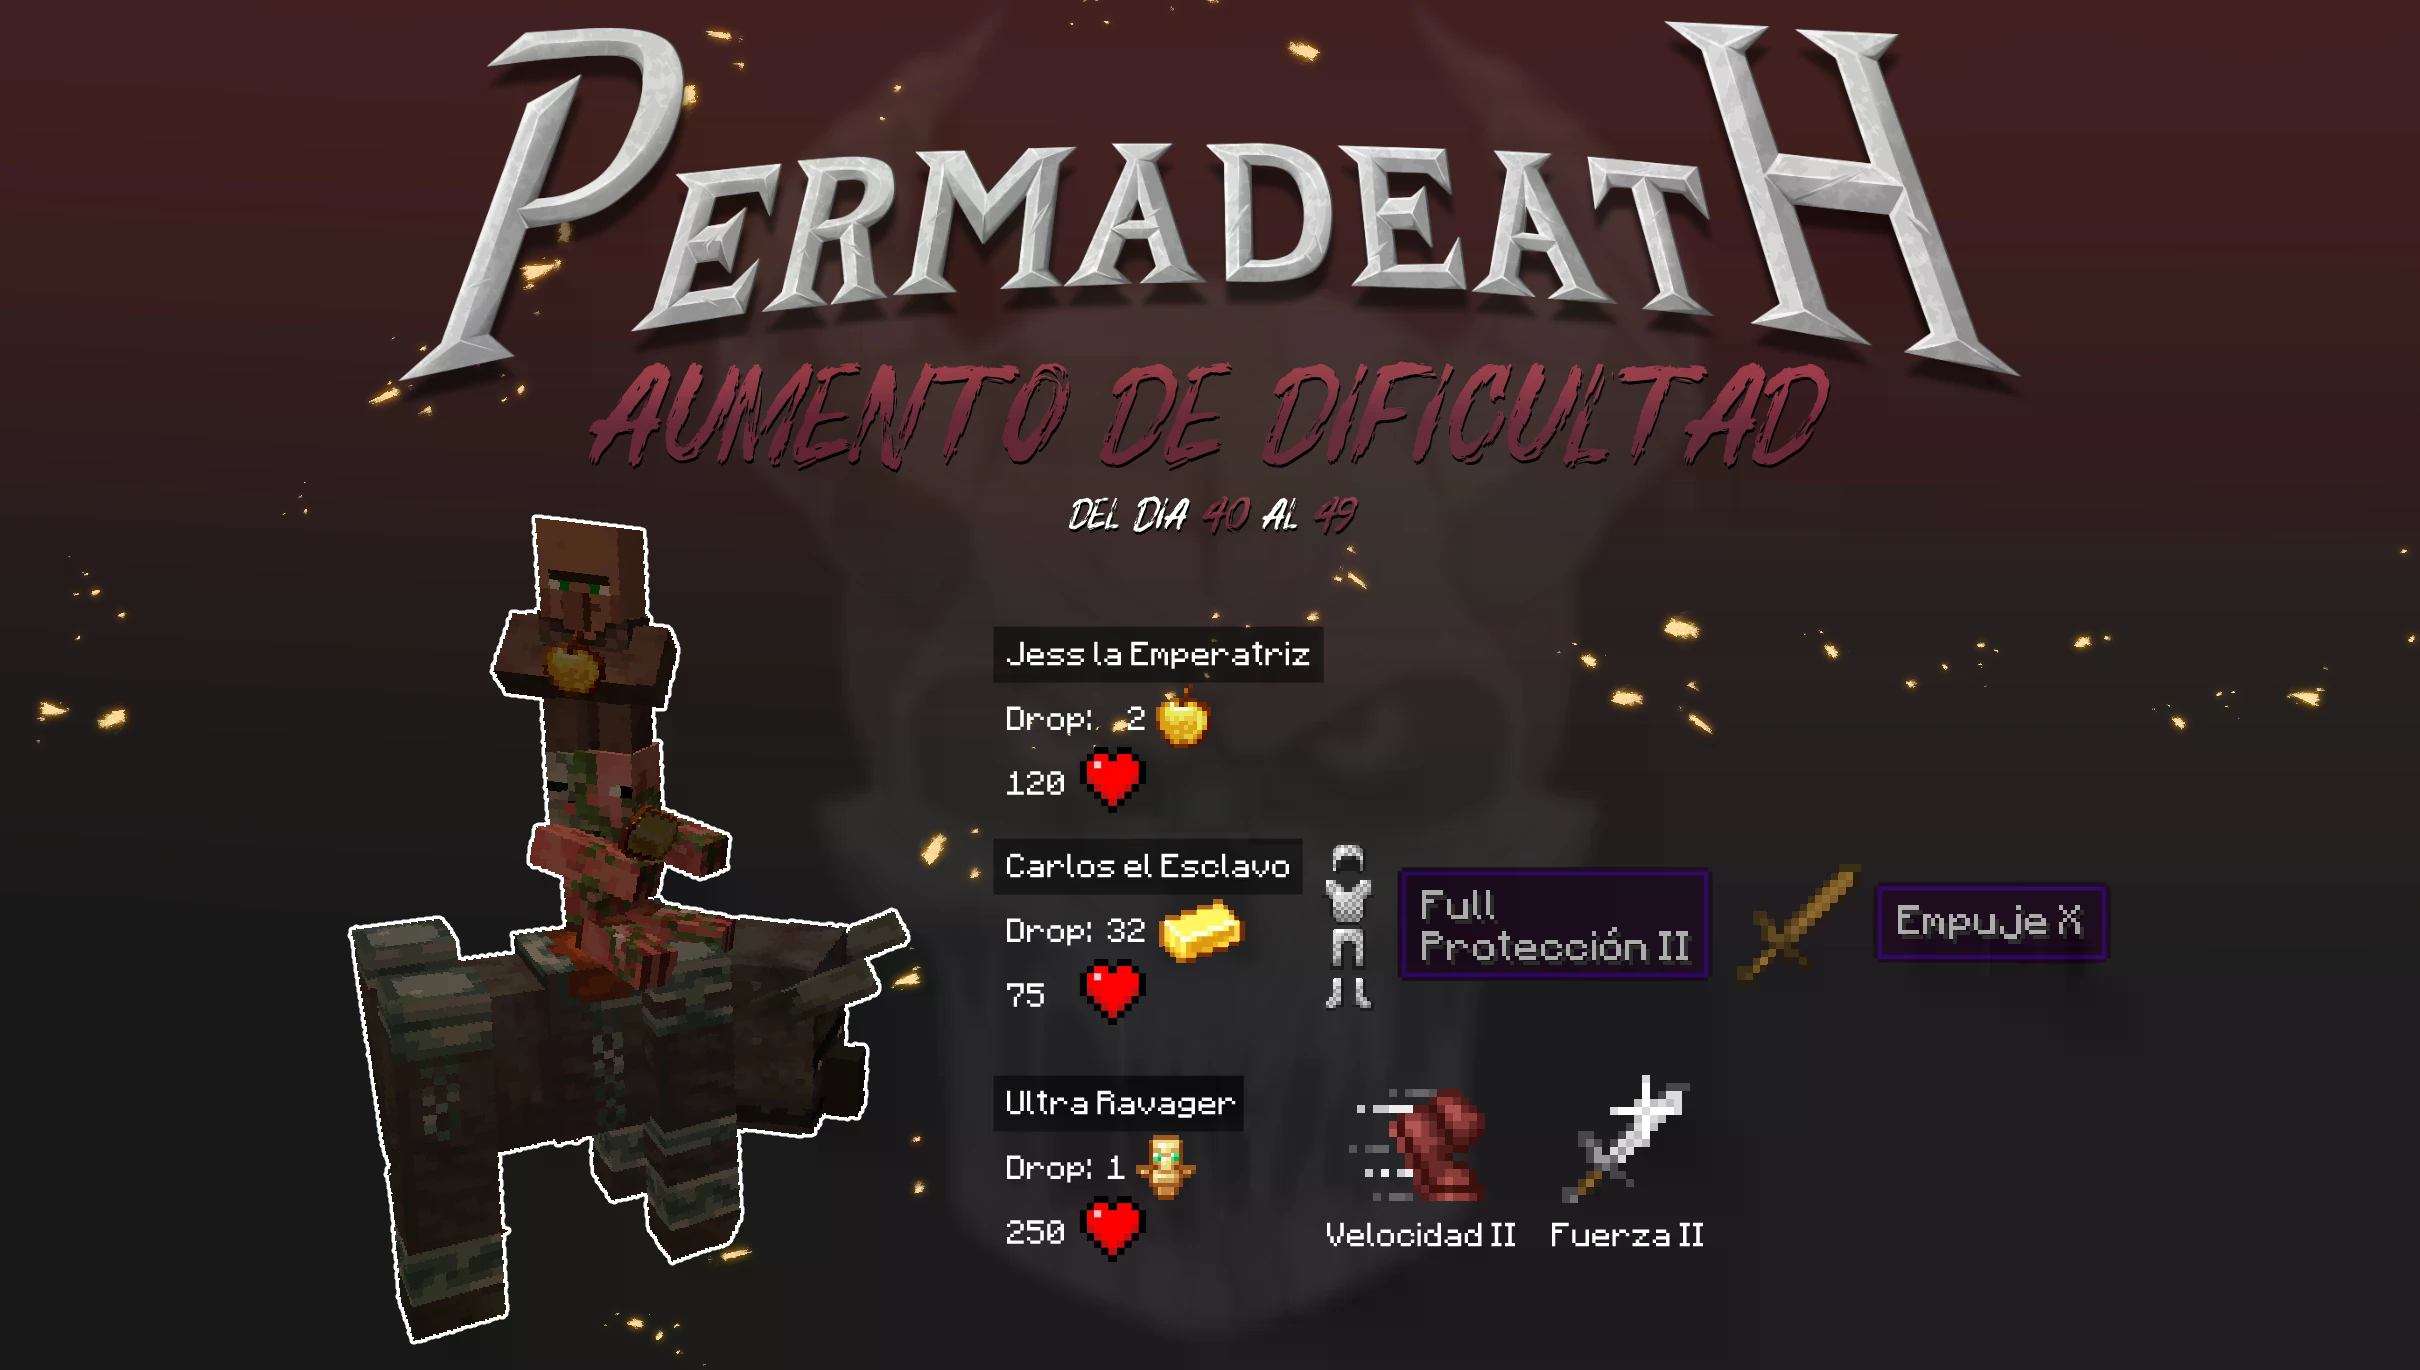 PERMADEATH
AUMENTO DE DIFICULTAD
DEL DIA 40 AL 49
Jess la Emperatriz
Drop: 2
120
Carlos el Esclavo
Drop: 32
75
Full
Protección II
Empuje X
Ultra Ravager
Drop: 1
250
Velocidad II
Fuerza II